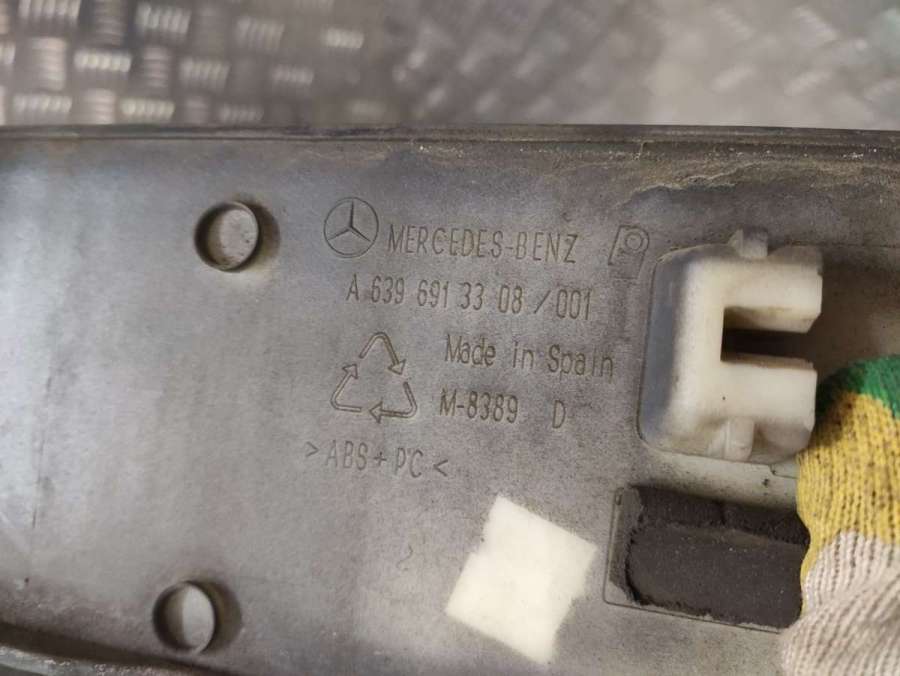 MERCEDES-BENZ
A 639 691 33 08 / 001
Made in Spain
M-8389 D
>ABS+PC<